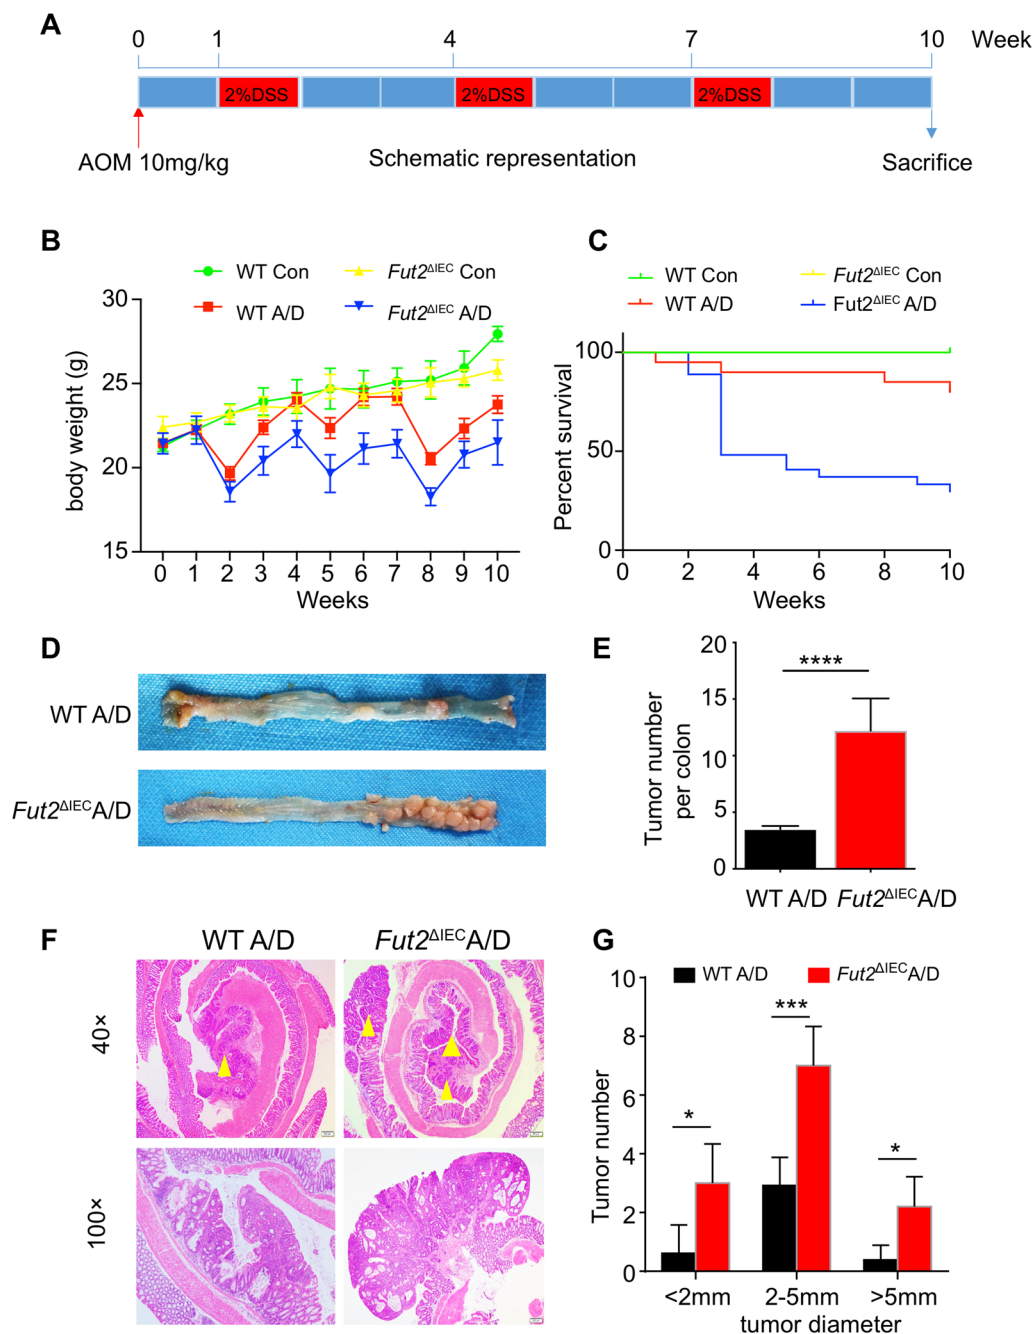 A
0 1 4 7 10 Week
2%DSS 2%DSS 2%DSS
AOM 10mg/kg Schematic representation Sacrifice
B
WT Con Fut2ΔIEC Con
WT A/D Fut2ΔIEC A/D
30
25
20
15
body weight (g)
0 1 2 3 4 5 6 7 8 9 10
Weeks
C
WT Con Fut2ΔIEC Con
WT A/D Fut2ΔIEC A/D
100
50
0
Percent survival
0 2 4 6 8 10
Weeks
D
WT A/D
Fut2ΔIECA/D
E
20
15
10
5
0
Tumor number
per colon
****
WT A/D Fut2ΔIECA/D
F
WT A/D Fut2ΔIECA/D
40×
100×
G
WT A/D Fut2ΔIECA/D
10
8
6
4
2
0
Tumor number
* *** *
<2mm 2-5mm >5mm
tumor diameter